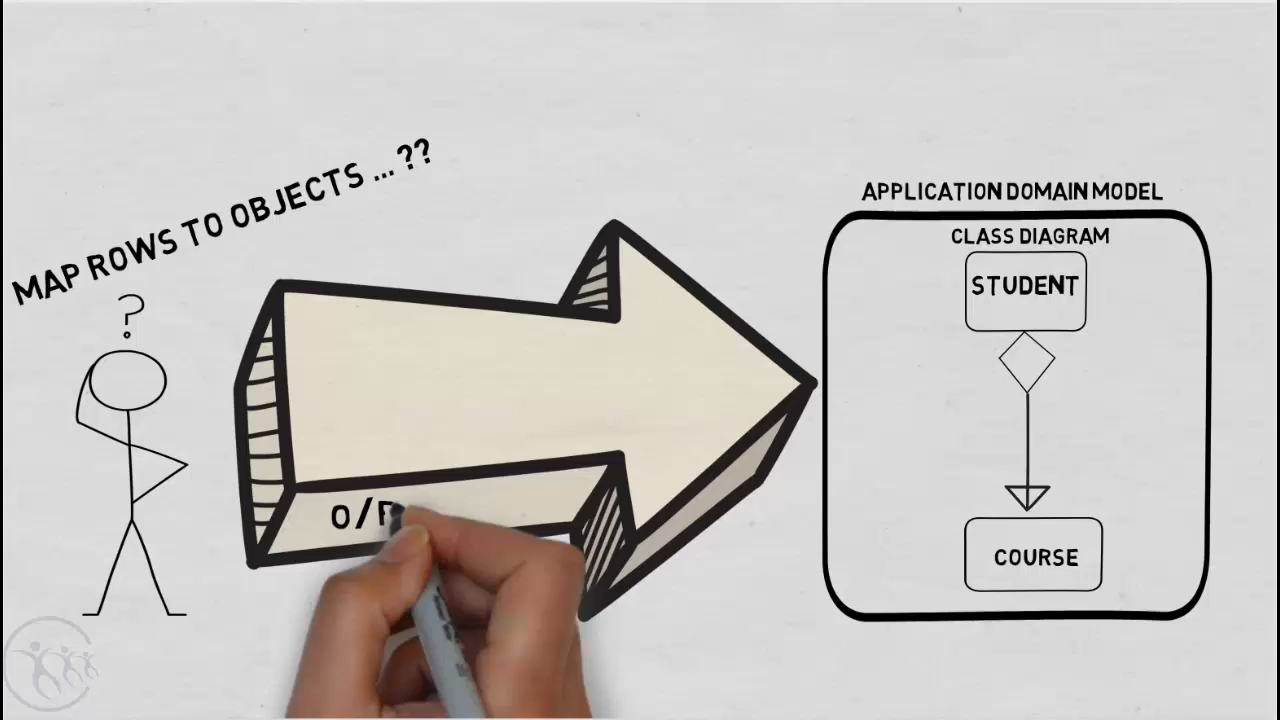 MAP ROWS TO OBJECTS ... ??
?
APPLICATION DOMAIN MODEL
CLASS DIAGRAM
STUDENT
COURSE
O/